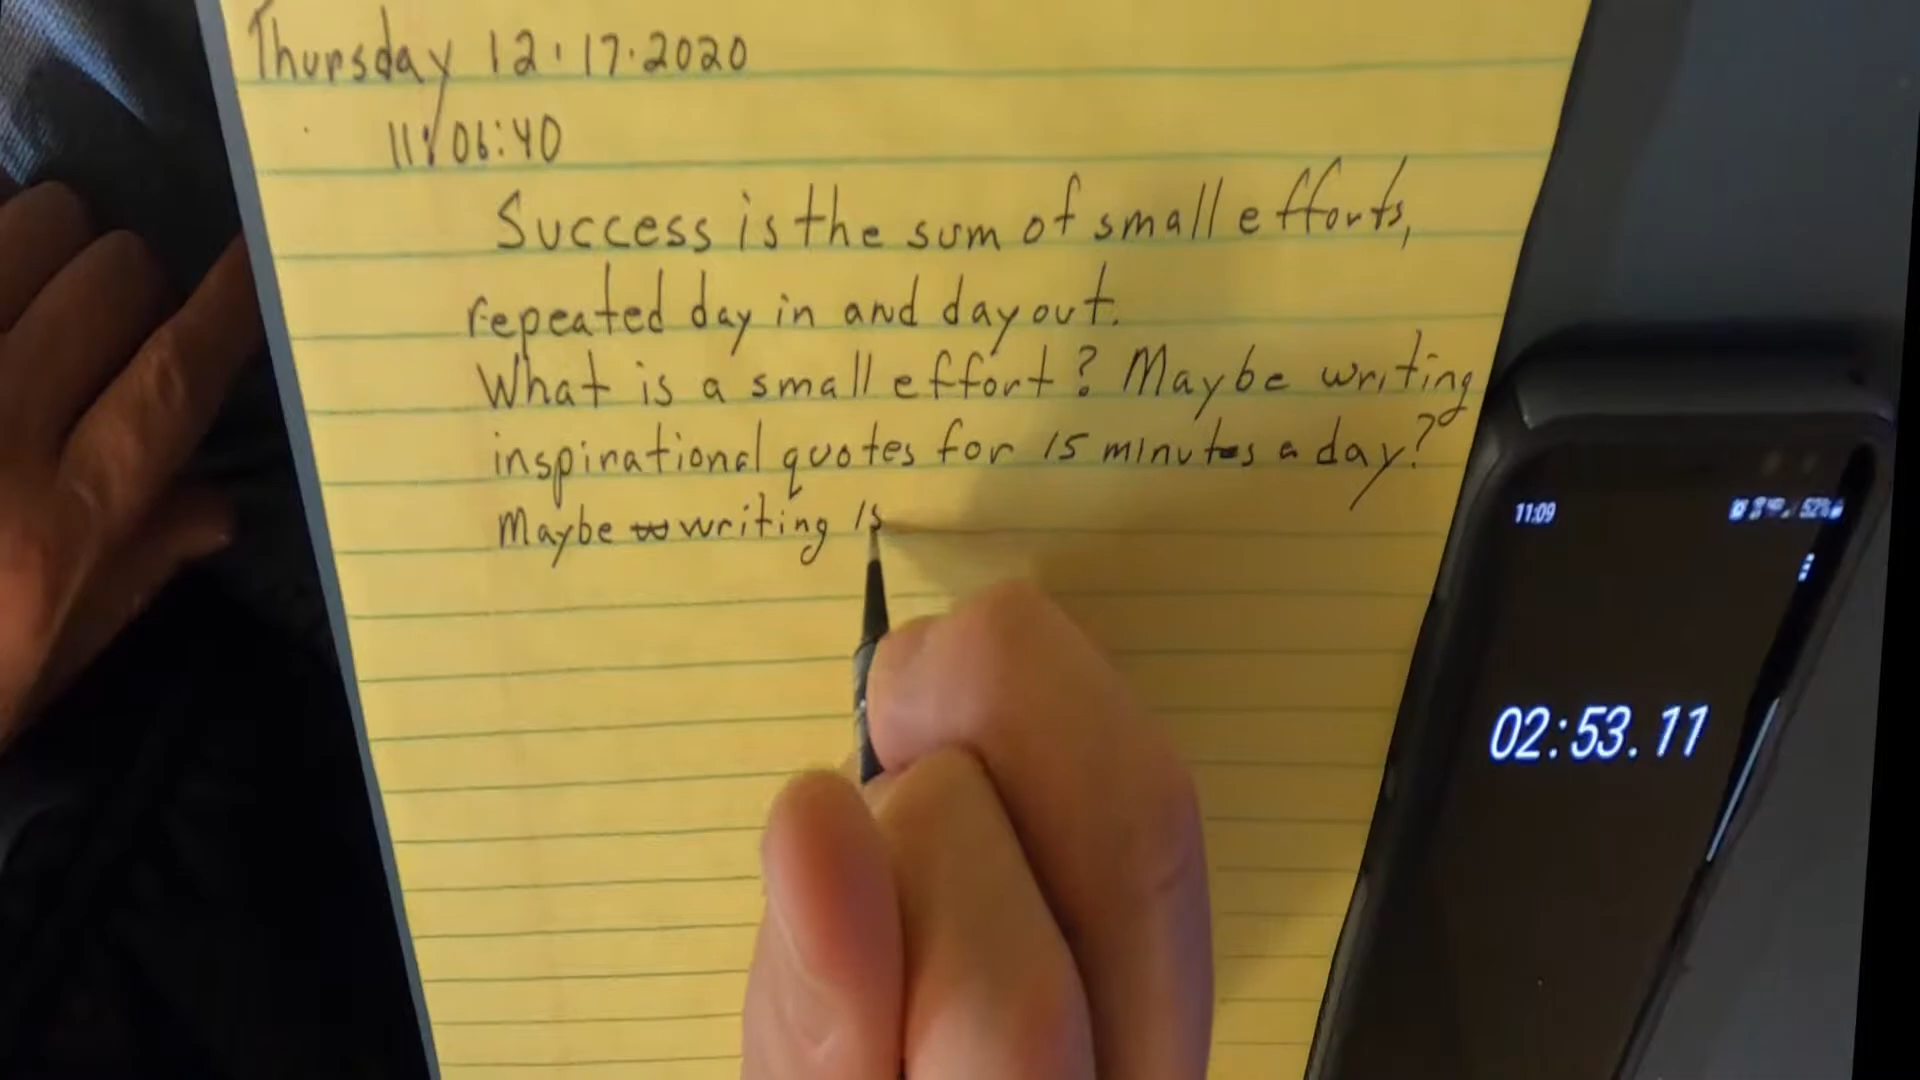 Thursday 12.17.2020
11:06:40
Success is the sum of small efforts,
repeated day in and day out.
What is a small effort? Maybe writing
inspirational quotes for 15 minutes a day?
Maybe writing is
11:09
52%
02:53.11